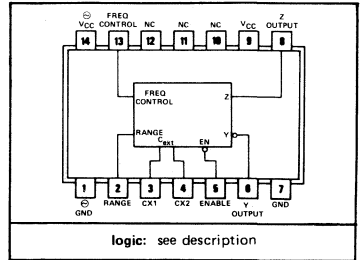 ⊖ FREQ Z
VCC CONTROL NC NC NC VCC OUTPUT
14 13 12 11 10 9 8
FREQ
CONTROL Z
RANGE Cext EN Y
1 2 3 4 5 6 7
⊖ RANGE CX1 CX2 ENABLE Y GND
GND OUTPUT
logic: see description